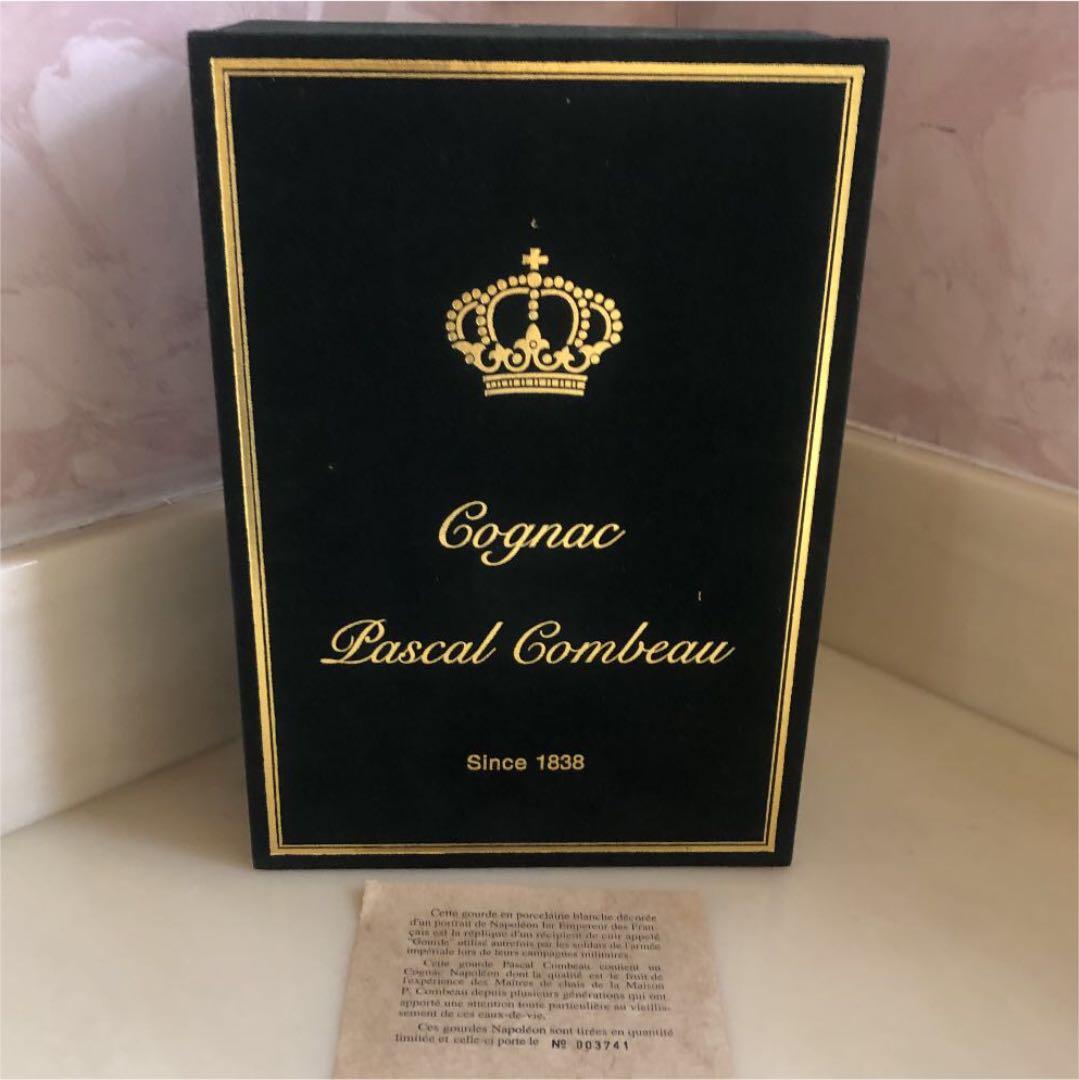 Cognac
Pascal Combeau
Since 1838
Cette gourde en porcelaine blanche décorée
d'un portrait de Napoléon Ier Empereur des Fran-
çais est la réplique d'un récipient de cuir appelé
"Gourde" utilisé autrefois par les soldats de l'armée
impériale lors de leurs campagnes militaires.
Cette gourde Pascal Combeau contient un
Cognac Napoléon dont la qualité est le fruit de
l'expérience des Maîtres de chais de la Maison
P. Combeau depuis plusieurs générations qui ont
apporté une attention toute particulière au vieillis-
sement de ces eaux-de-vie.
Ces gourdes Napoléon sont tirées en quantité
limitée et celle-ci porte le Nº 003741